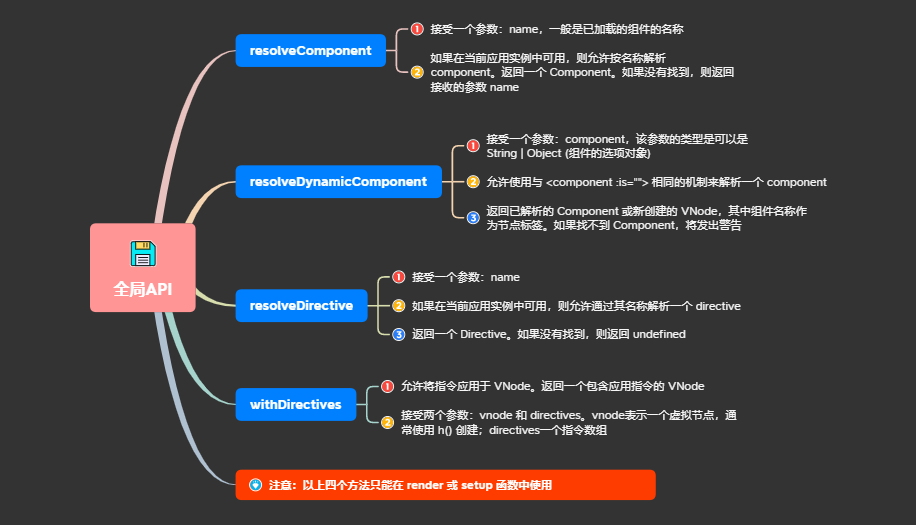 全局API
resolveComponent
1 接受一个参数：name，一般是已加载的组件的名称
2 如果在当前应用实例中可用，则允许按名称解析
component。返回一个 Component。如果没有找到，则返回
接收的参数 name
resolveDynamicComponent
1 接受一个参数：component，该参数的类型是可以是
String | Object (组件的选项对象)
2 允许使用与 <component :is=""> 相同的机制来解析一个 component
3 返回已解析的 Component 或新创建的 VNode，其中组件名称作
为节点标签。如果找不到 Component，将发出警告
resolveDirective
1 接受一个参数：name
2 如果在当前应用实例中可用，则允许通过其名称解析一个 directive
3 返回一个 Directive。如果没有找到，则返回 undefined
withDirectives
1 允许将指令应用于 VNode。返回一个包含应用指令的 VNode
2 接受两个参数：vnode 和 directives。vnode表示一个虚拟节点，通
常使用 h() 创建；directives一个指令数组
注意：以上四个方法只能在 render 或 setup 函数中使用